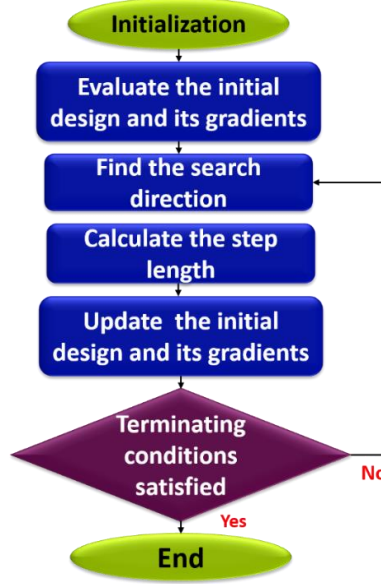 Initialization
Evaluate the initial
design and its gradients
Find the search
direction
Calculate the step
length
Update the initial
design and its gradients
Terminating
conditions
satisfied
No
Yes
End